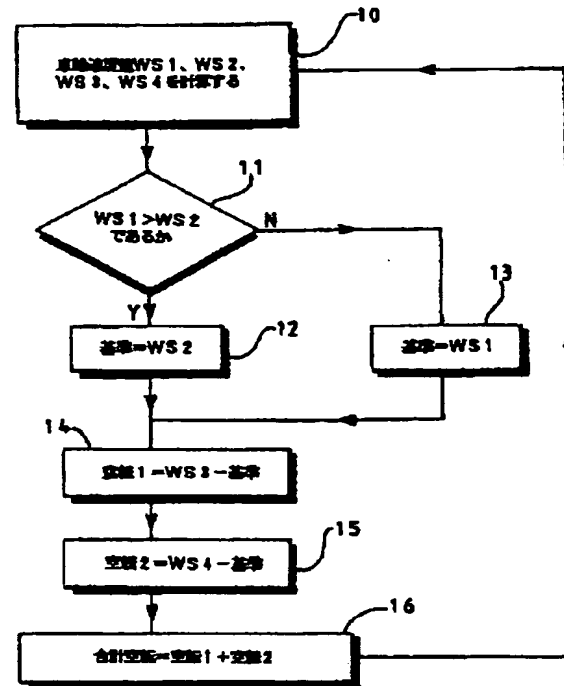 10
車輪速度値WS1、WS2、
WS3、WS4を計算する
11
WS1>WS2
であるか
N
Y
12
基準=WS2
13
基準=WS1
14
空転1=WS3-基準
15
空転2=WS4-基準
16
合計空転=空転1+空転2